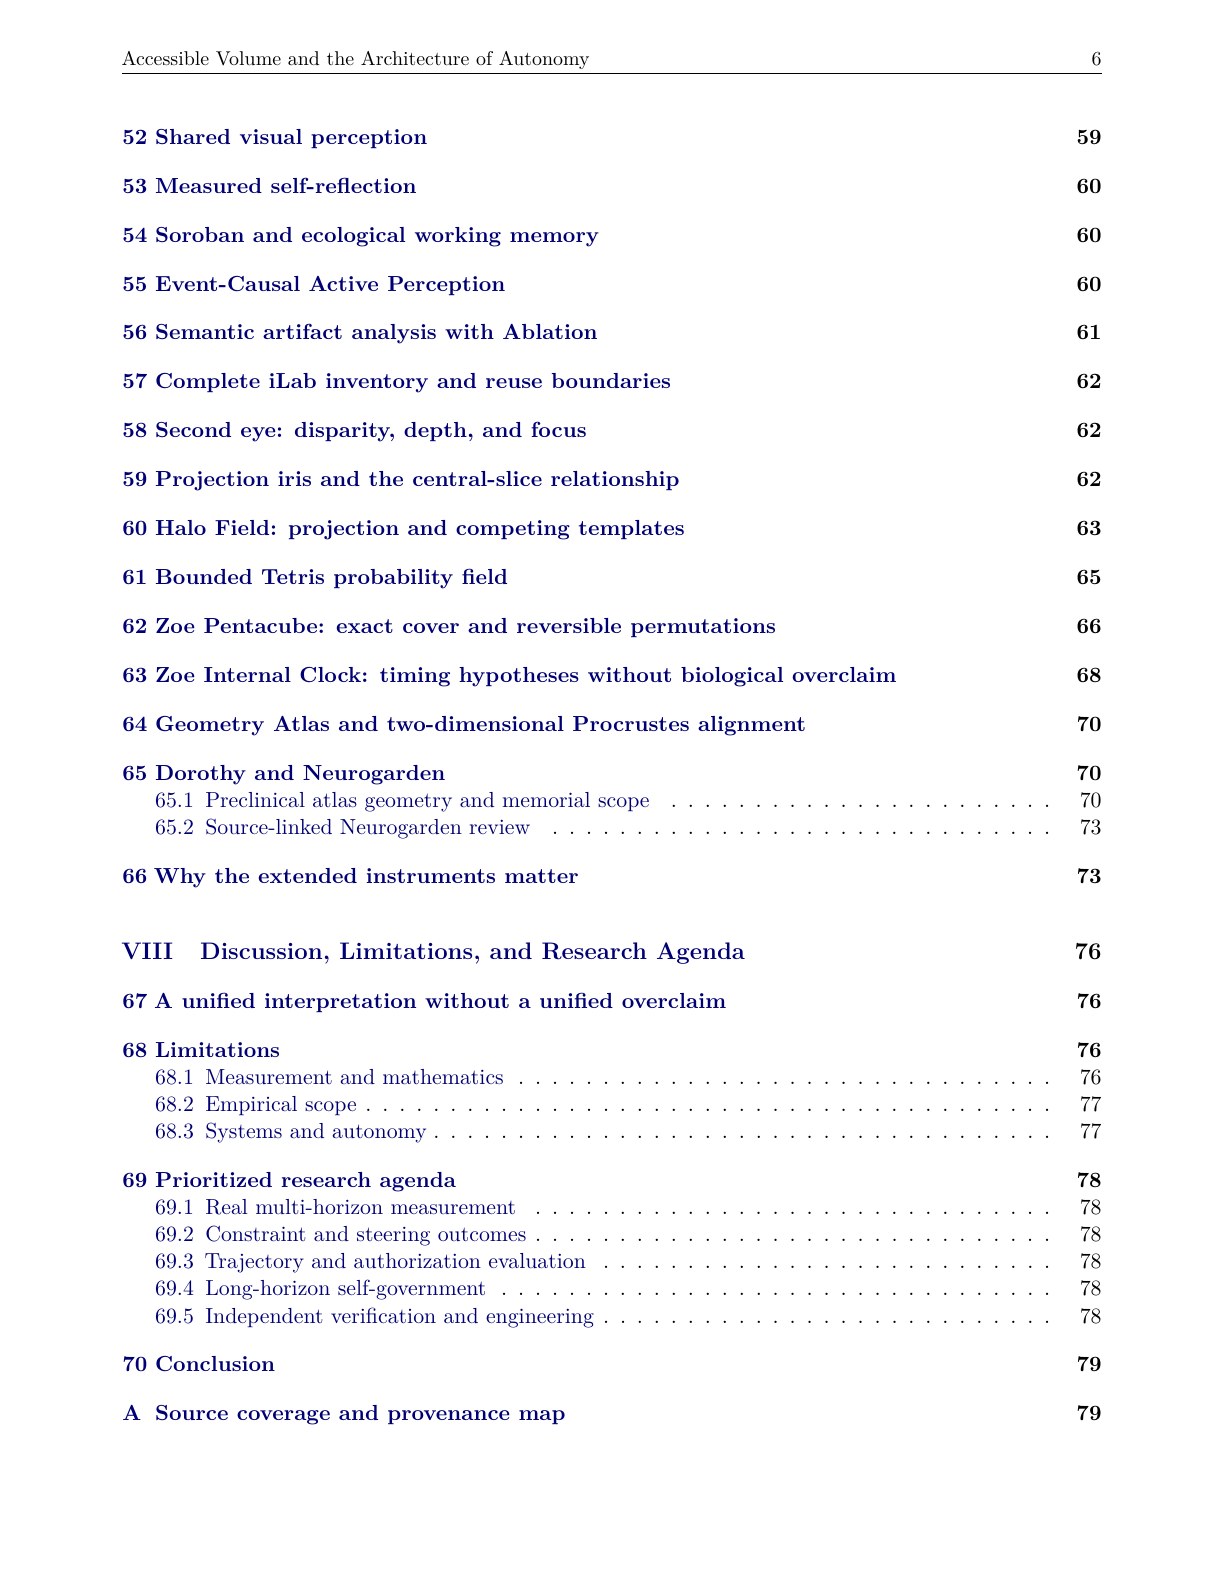 Accessible Volume and the Architecture of Autonomy 6
52 Shared visual perception 59
53 Measured self-reflection 60
54 Soroban and ecological working memory 60
55 Event-Causal Active Perception 60
56 Semantic artifact analysis with Ablation 61
57 Complete iLab inventory and reuse boundaries 62
58 Second eye: disparity, depth, and focus 62
59 Projection iris and the central-slice relationship 62
60 Halo Field: projection and competing templates 63
61 Bounded Tetris probability field 65
62 Zoe Pentacube: exact cover and reversible permutations 66
63 Zoe Internal Clock: timing hypotheses without biological overclaim 68
64 Geometry Atlas and two-dimensional Procrustes alignment 70
65 Dorothy and Neurogarden 70
65.1 Preclinical atlas geometry and memorial scope . . . . . . . . . . . . . . . . . . . . . . . 70
65.2 Source-linked Neurogarden review . . . . . . . . . . . . . . . . . . . . . . . . . . . . . . 73
66 Why the extended instruments matter 73
VIII Discussion, Limitations, and Research Agenda 76
67 A unified interpretation without a unified overclaim 76
68 Limitations 76
68.1 Measurement and mathematics . . . . . . . . . . . . . . . . . . . . . . . . . . . . . . . . 76
68.2 Empirical scope . . . . . . . . . . . . . . . . . . . . . . . . . . . . . . . . . . . . . . . . . 77
68.3 Systems and autonomy . . . . . . . . . . . . . . . . . . . . . . . . . . . . . . . . . . . . . 77
69 Prioritized research agenda 78
69.1 Real multi-horizon measurement . . . . . . . . . . . . . . . . . . . . . . . . . . . . . . . 78
69.2 Constraint and steering outcomes . . . . . . . . . . . . . . . . . . . . . . . . . . . . . . . 78
69.3 Trajectory and authorization evaluation . . . . . . . . . . . . . . . . . . . . . . . . . . . 78
69.4 Long-horizon self-government . . . . . . . . . . . . . . . . . . . . . . . . . . . . . . . . . 78
69.5 Independent verification and engineering . . . . . . . . . . . . . . . . . . . . . . . . . . . 78
70 Conclusion 79
A Source coverage and provenance map 79